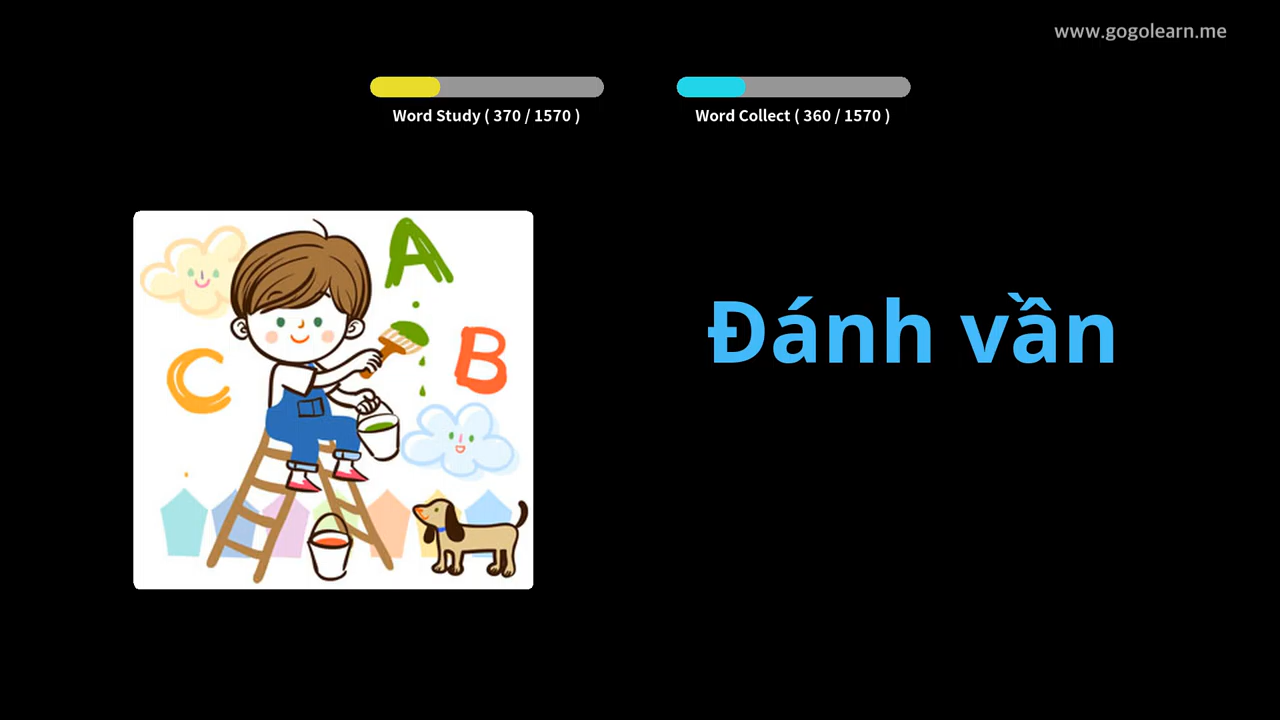 www.gogolearn.me
Word Study ( 370 / 1570 )
Word Collect ( 360 / 1570 )
A
B
C
Đánh vần